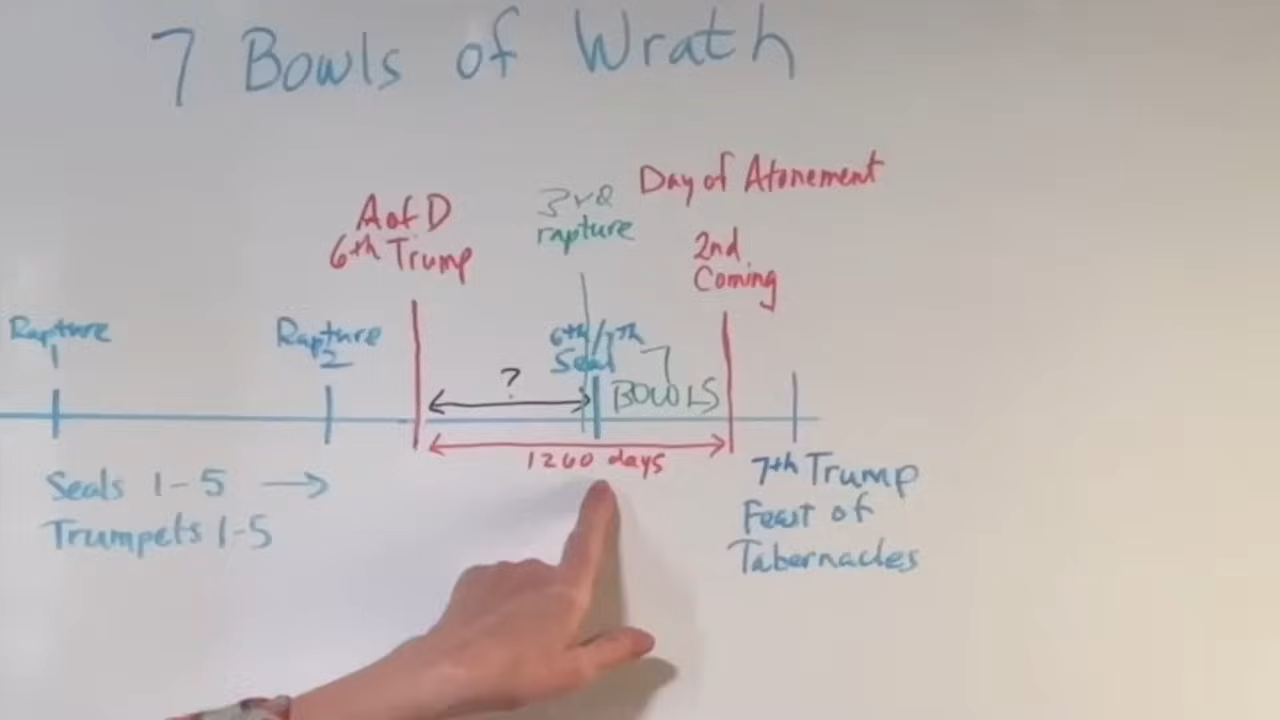 7 Bowls of Wrath
Day of Atonement
A of D
6th Trump
3rd
rapture
2nd
Coming
Rapture
1
Rapture
2
6th/7th
Seal
?
7
BOWLS
1260 days
Seals 1-5 →
Trumpets 1-5
7th Trump
Feast of
Tabernacles